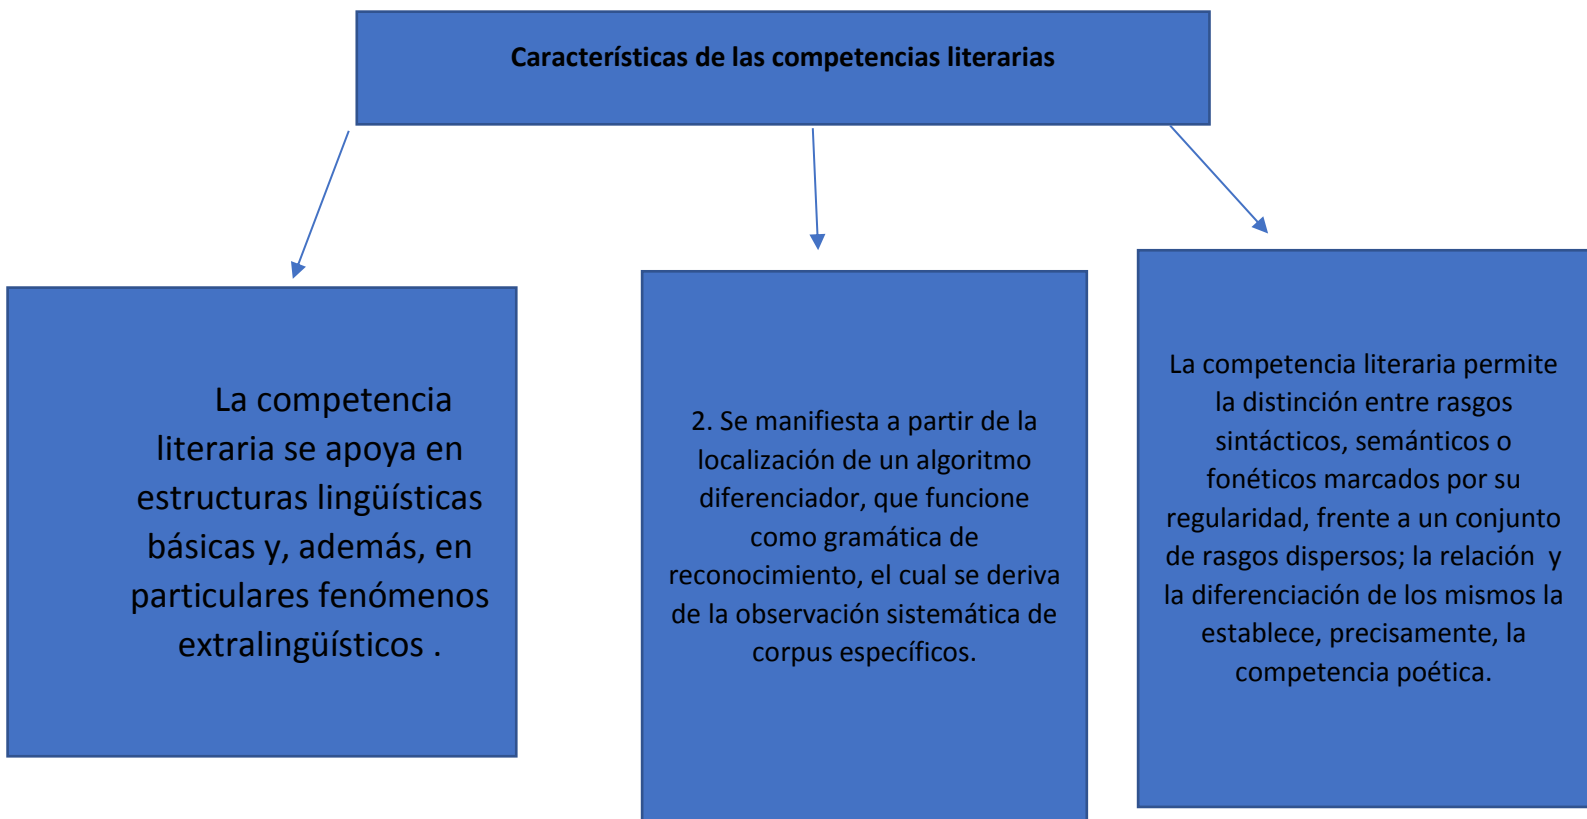 Características de las competencias literarias
La competencia
literaria se apoya en
estructuras lingüísticas
básicas y, además, en
particulares fenómenos
extralingüísticos .
2. Se manifiesta a partir de la
localización de un algoritmo
diferenciador, que funcione
como gramática de
reconocimiento, el cual se deriva
de la observación sistemática de
corpus específicos.
La competencia literaria permite
la distinción entre rasgos
sintácticos, semánticos o
fonéticos marcados por su
regularidad, frente a un conjunto
de rasgos dispersos; la relación  y
la diferenciación de los mismos la
establece, precisamente, la
competencia poética.